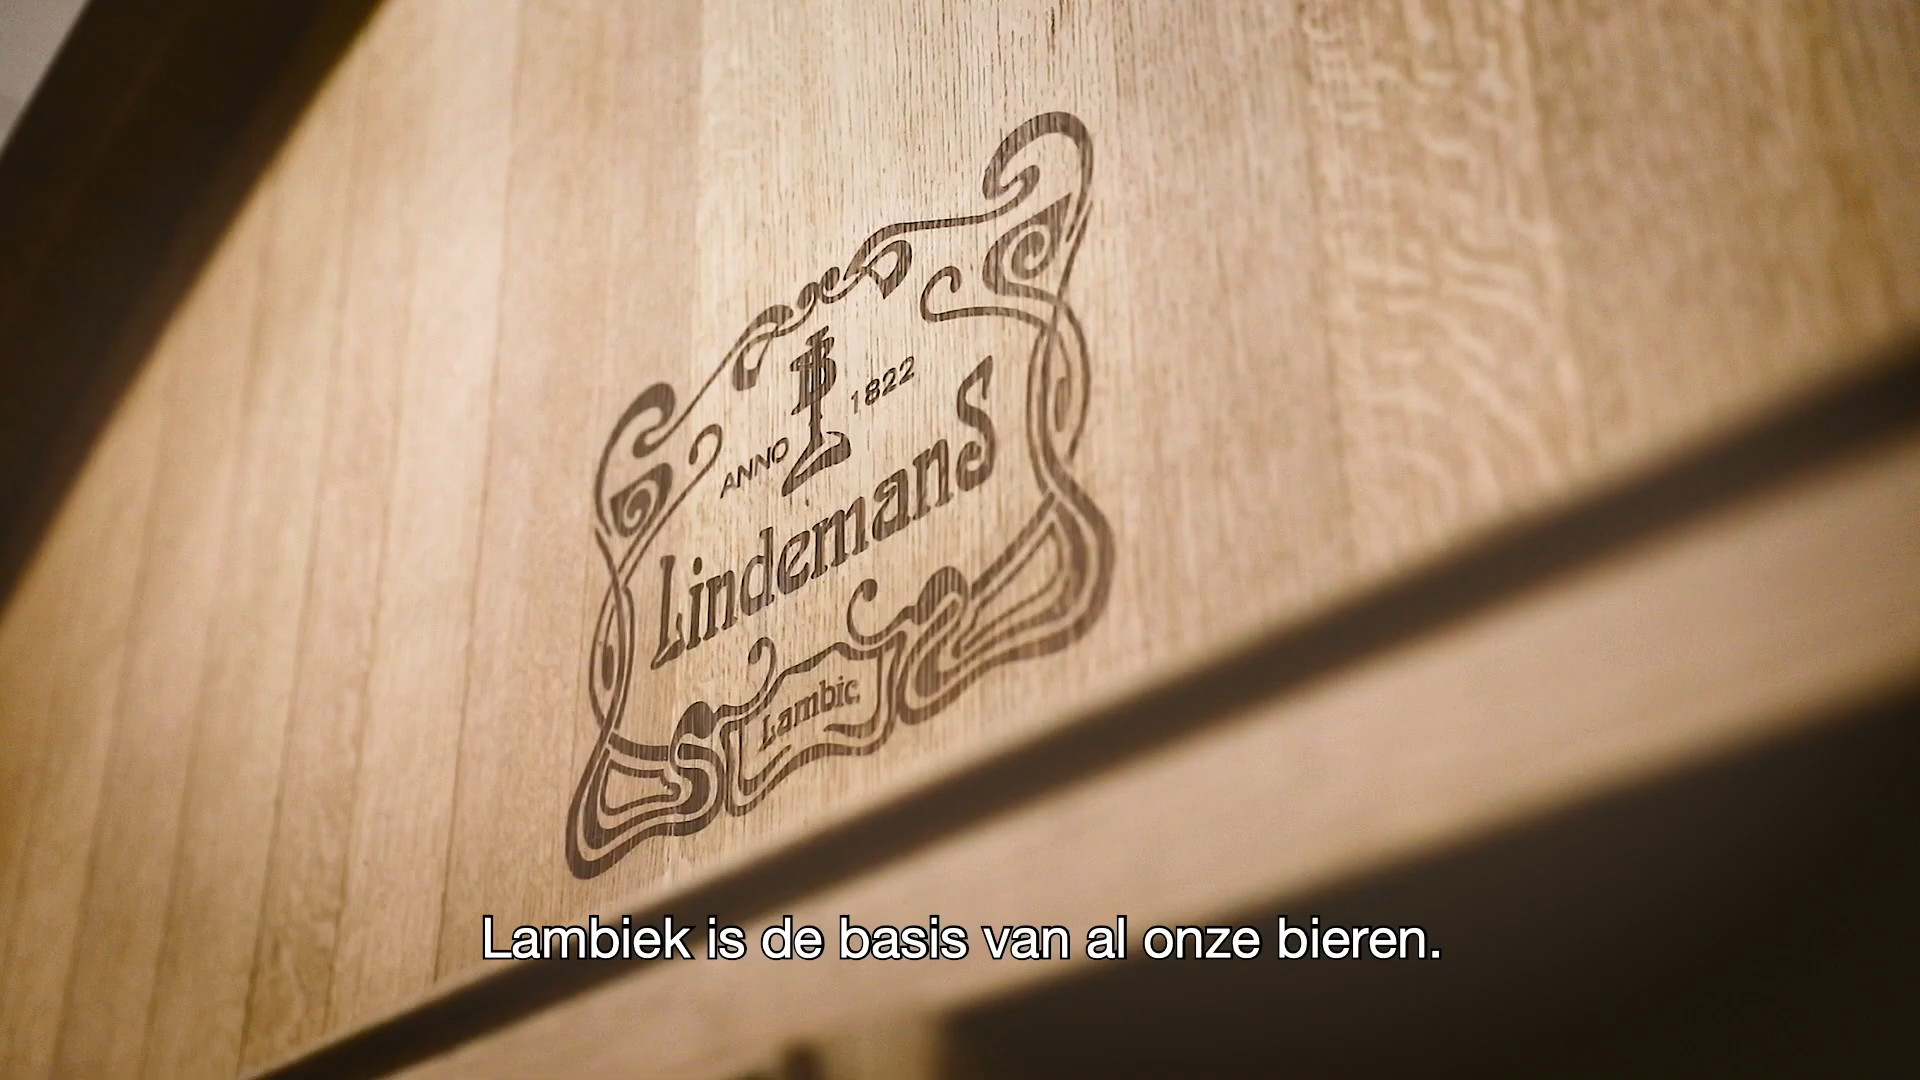 ANNO 1822
Lindemans
Lambic
Lambiek is de basis van al onze bieren.